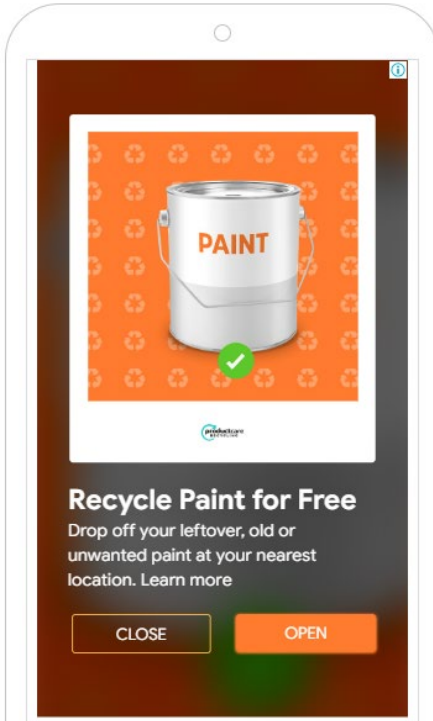 PAINT
productcare
RECYCLING
Recycle Paint for Free
Drop off your leftover, old or
unwanted paint at your nearest
location. Learn more
CLOSE
OPEN